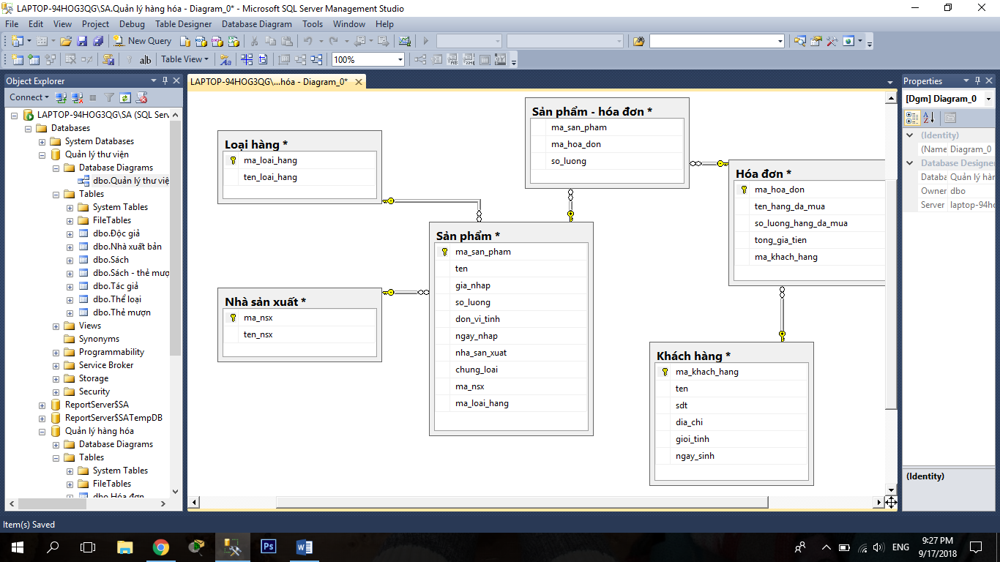 LAPTOP-94HOG3QG\SA.Quản lý hàng hóa - Diagram_0* - Microsoft SQL Server Management Studio
File Edit View Project Debug Table Designer Database Diagram Tools Window Help
New Query
Table View 100%
Object Explorer
Connect
LAPTOP-94HOG3QG\SA (SQL Serv
Databases
System Databases
Quản lý thư viện
Database Diagrams
dbo.Quản lý thư việ
Tables
System Tables
FileTables
dbo.Độc giả
dbo.Nhà xuất bản
dbo.Sách
dbo.Sách - thẻ mượ
dbo.Tác giả
dbo.Thể loại
dbo.Thẻ mượn
Views
Synonyms
Programmability
Service Broker
Storage
Security
ReportServer$SA
ReportServer$SATempDB
Quản lý hàng hóa
Database Diagrams
Tables
System Tables
FileTables
dbo.Hóa đơn
LAPTOP-94HOG3QG\...hóa - Diagram_0*
Loại hàng *
ma_loai_hang
ten_loai_hang
Sản phẩm - hóa đơn *
ma_san_pham
ma_hoa_don
so_luong
Hóa đơn *
ma_hoa_don
ten_hang_da_mua
so_luong_hang_da_mua
tong_gia_tien
ma_khach_hang
Sản phẩm *
ma_san_pham
ten
gia_nhap
so_luong
don_vi_tinh
ngay_nhap
nha_san_xuat
chung_loai
ma_nsx
ma_loai_hang
Nhà sản xuất *
ma_nsx
ten_nsx
Khách hàng *
ma_khach_hang
ten
sdt
dia_chi
gioi_tinh
ngay_sinh
Properties
[Dgm] Diagram_0
(Identity)
(Name Diagram_0
Database Designer
Databa Quản lý hàn
Owner dbo
Server laptop-94ho
(Identity)
Item(s) Saved
Ps
ENG
9:27 PM
9/17/2018